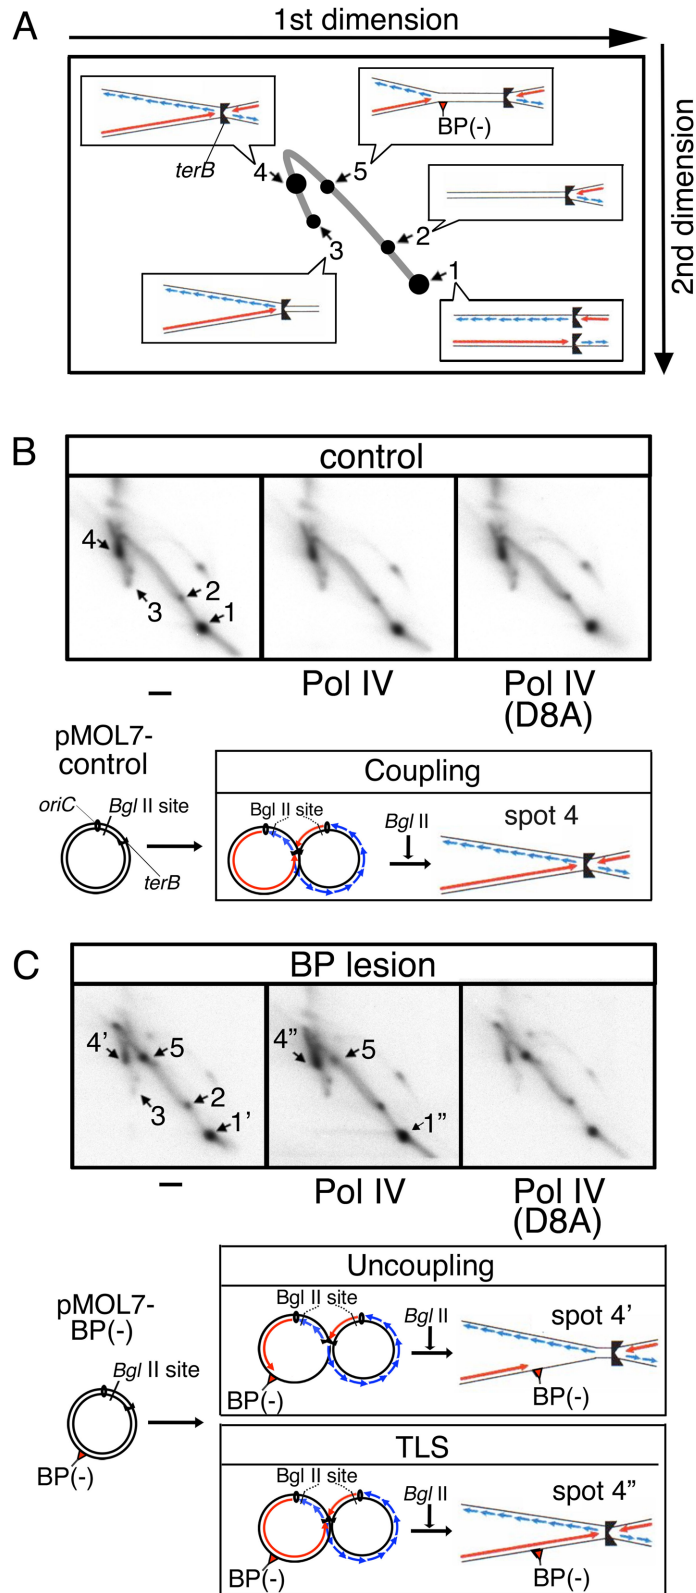 A
1st dimension
2nd dimension
BP(-)
terB
4
5
2
3
1
B
control
4
2
3
1
–
Pol IV
Pol IV
(D8A)
pMOL7-
control
oriC
Bgl II site
terB
Coupling
Bgl II site
Bgl II
spot 4
C
BP lesion
4'
5
2
3
1'
4”
5
1”
–
Pol IV
Pol IV
(D8A)
pMOL7-
BP(-)
Bgl II site
BP(-)
Uncoupling
Bgl II site
Bgl II
spot 4'
BP(-)
BP(-)
TLS
Bgl II site
Bgl II
spot 4”
BP(-)
BP(-)